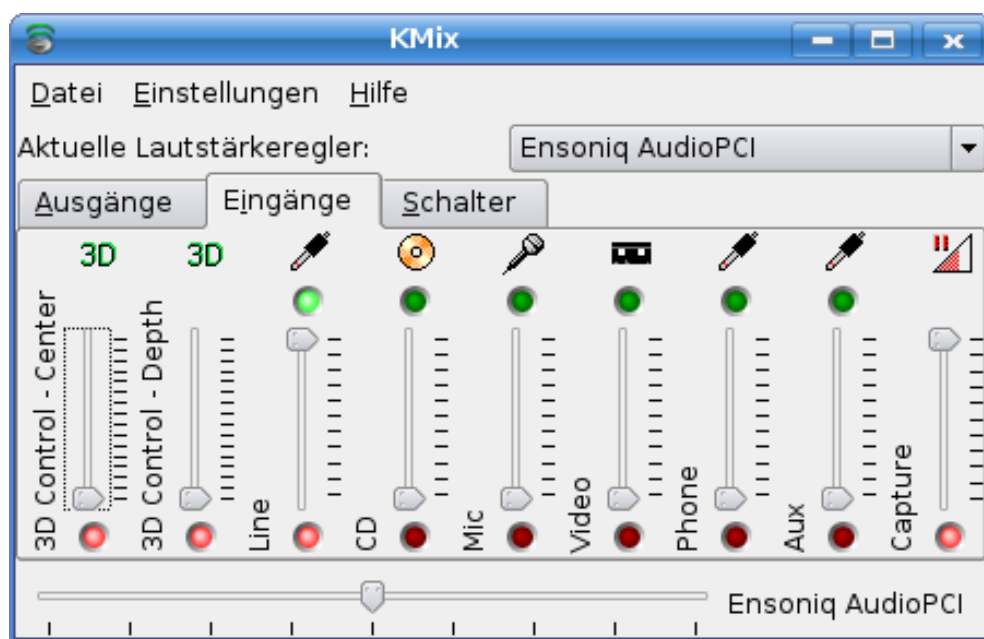 KMix
Datei Einstellungen Hilfe
Aktuelle Lautstärkeregler: Ensoniq AudioPCI
Ausgänge Eingänge Schalter
3D 3D
3D Control - Center
3D Control - Depth
Line
CD
Mic
Video
Phone
Aux
Capture
Ensoniq AudioPCI